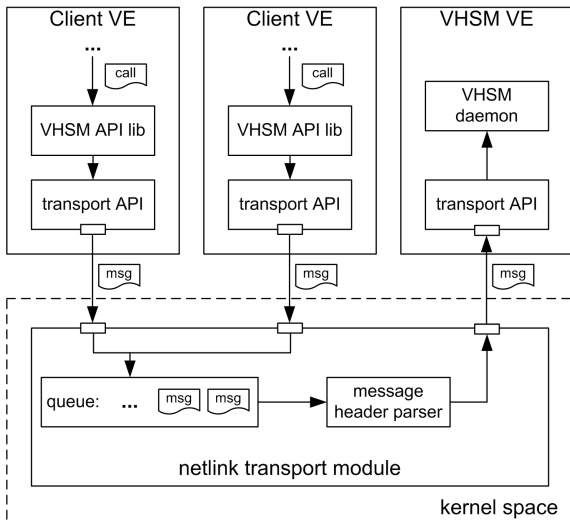 Client VE
...
call
VHSM API lib
transport API
msg
Client VE
...
call
VHSM API lib
transport API
msg
VHSM VE
VHSM
daemon
transport API
msg
queue: ... msg msg
message
header parser
netlink transport module
kernel space